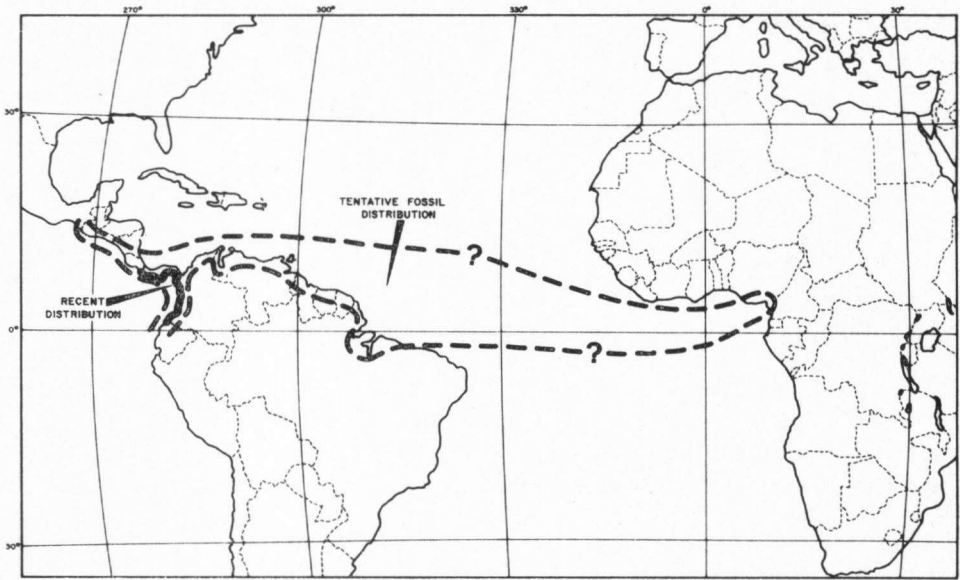 270°
300°
330°
0°
30°
30°
TENTATIVE FOSSIL
DISTRIBUTION
?
RECENT
DISTRIBUTION
0°
?
30°